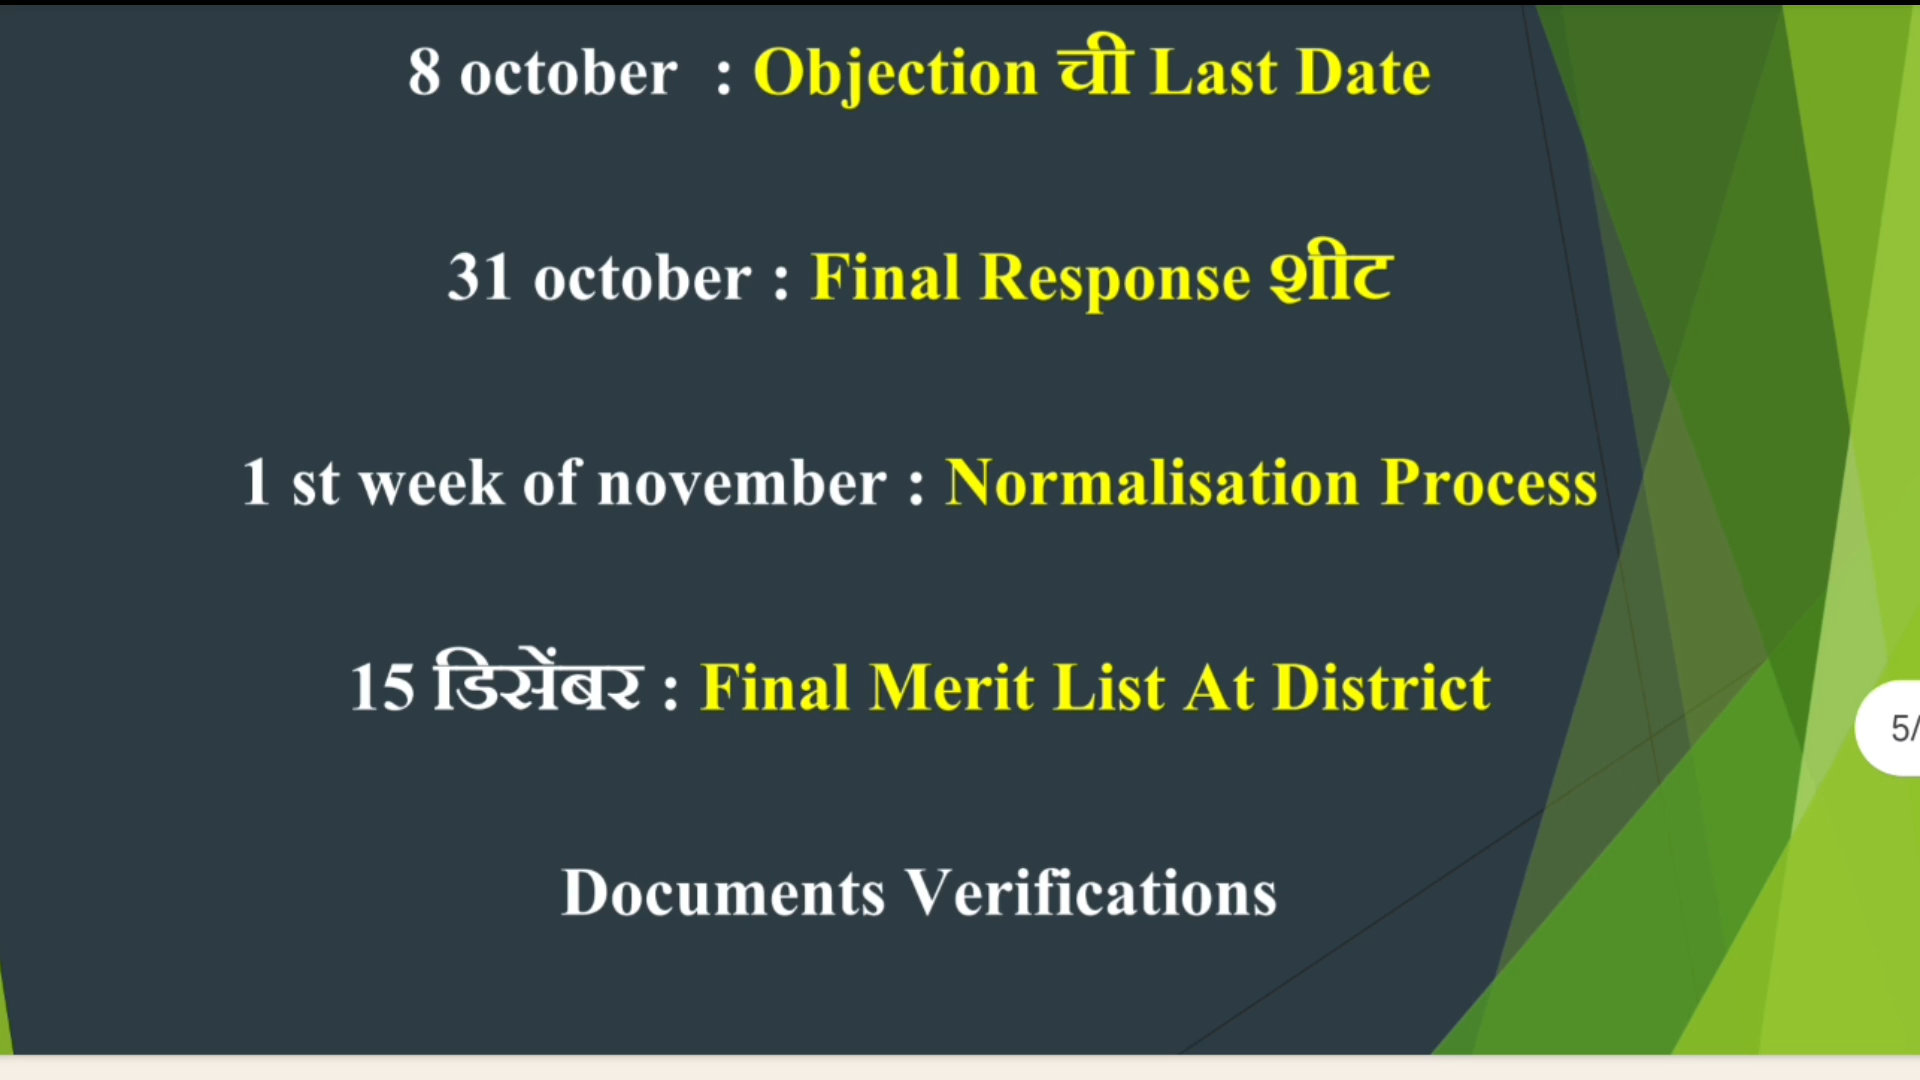 8 october : Objection ची Last Date
31 october : Final Response शीट
1 st week of november : Normalisation Process
15 डिसेंबर : Final Merit List At District
5/
Documents Verifications